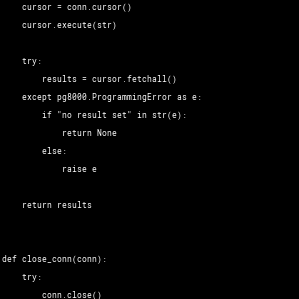 cursor = conn.cursor()
cursor.execute(str)
try:
results = cursor.fetchall()
except pg8000.ProgrammingError as e:
if "no result set" in str(e):
return None
else:
raise e
return results
def close_conn(conn):
try:
conn.close()